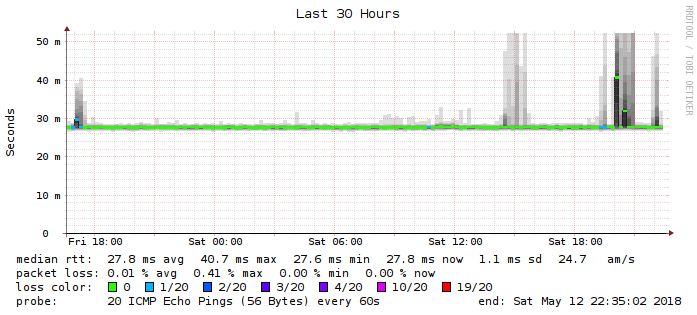 Last 30 Hours
RRDTOOL / TOBI OETIKER
Seconds
50 m
40 m
30 m
20 m
10 m
0
Fri 18:00 Sat 00:00 Sat 06:00 Sat 12:00 Sat 18:00
median rtt: 27.8 ms avg 40.7 ms max 27.6 ms min 27.8 ms now 1.1 ms sd 24.7 am/s
packet loss: 0.01 % avg 0.41 % max 0.00 % min 0.00 % now
loss color: 0 1/20 2/20 3/20 4/20 10/20 19/20
probe: 20 ICMP Echo Pings (56 Bytes) every 60s end: Sat May 12 22:35:02 2018